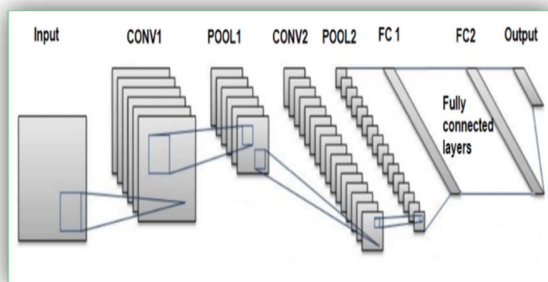 Input CONV1 POOL1 CONV2 POOL2 FC 1 FC2 Output
Fully
connected
layers